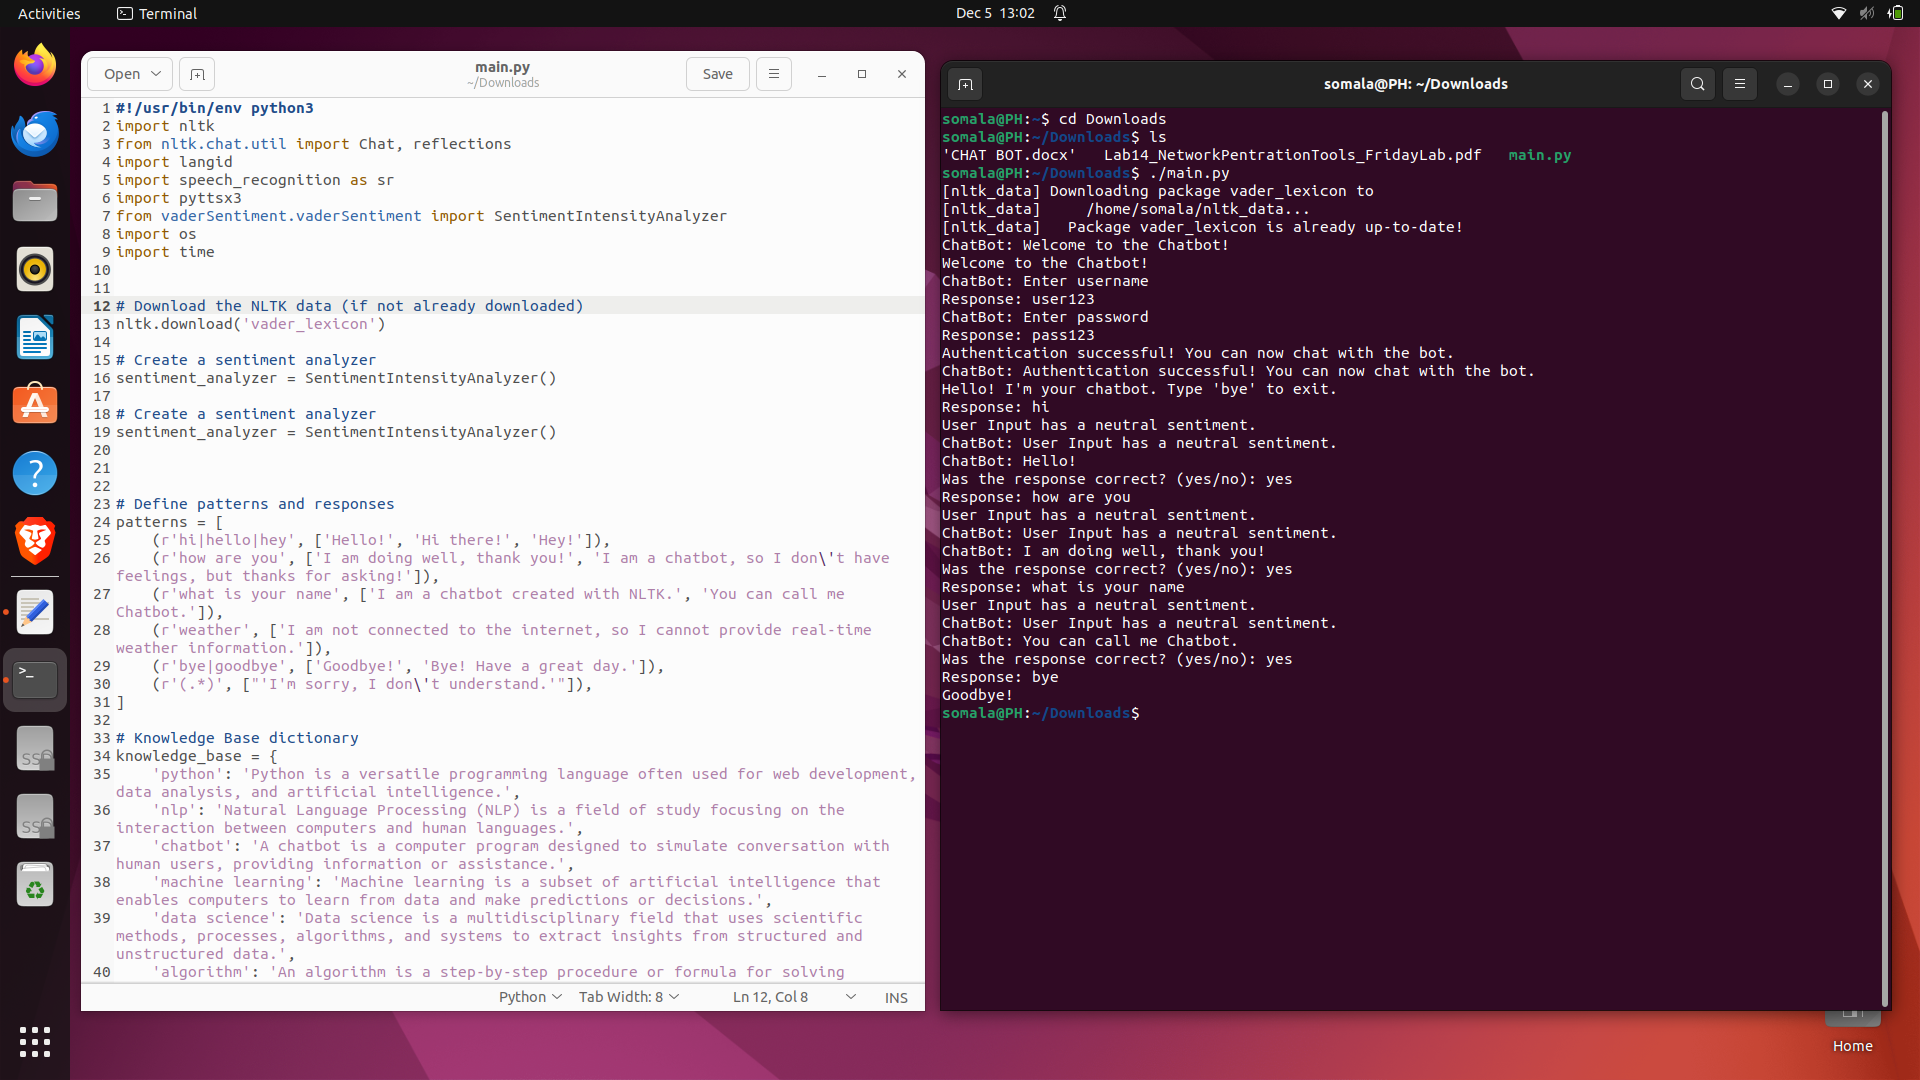 Activities
Terminal
Dec 5 13:02
Open
main.py
~/Downloads
Save
1 #!/usr/bin/env python3
2 import nltk
3 from nltk.chat.util import Chat, reflections
4 import langid
5 import speech_recognition as sr
6 import pyttsx3
7 from vaderSentiment.vaderSentiment import SentimentIntensityAnalyzer
8 import os
9 import time
10
11
12 # Download the NLTK data (if not already downloaded)
13 nltk.download('vader_lexicon')
14
15 # Create a sentiment analyzer
16 sentiment_analyzer = SentimentIntensityAnalyzer()
17
18 # Create a sentiment analyzer
19 sentiment_analyzer = SentimentIntensityAnalyzer()
20
21
22
23 # Define patterns and responses
24 patterns = [
25     (r'hi|hello|hey', ['Hello!', 'Hi there!', 'Hey!']),
26     (r'how are you', ['I am doing well, thank you!', 'I am a chatbot, so I don\'t have
feelings, but thanks for asking!']),
27     (r'what is your name', ['I am a chatbot created with NLTK.', 'You can call me
Chatbot.']),
28     (r'weather', ['I am not connected to the internet, so I cannot provide real-time
weather information.']),
29     (r'bye|goodbye', ['Goodbye!', 'Bye! Have a great day.']),
30     (r'(.*)', ["'I'm sorry, I don\'t understand.'"]),
31 ]
32
33 # Knowledge Base dictionary
34 knowledge_base = {
35     'python': 'Python is a versatile programming language often used for web development,
data analysis, and artificial intelligence.',
36     'nlp': 'Natural Language Processing (NLP) is a field of study focusing on the
interaction between computers and human languages.',
37     'chatbot': 'A chatbot is a computer program designed to simulate conversation with
human users, providing information or assistance.',
38     'machine learning': 'Machine learning is a subset of artificial intelligence that
enables computers to learn from data and make predictions or decisions.',
39     'data science': 'Data science is a multidisciplinary field that uses scientific
methods, processes, algorithms, and systems to extract insights from structured and
unstructured data.',
40     'algorithm': 'An algorithm is a step-by-step procedure or formula for solving
Python
Tab Width: 8
Ln 12, Col 8
INS
somala@PH: ~/Downloads
somala@PH:~$ cd Downloads
somala@PH:~/Downloads$ ls
'CHAT BOT.docx'   Lab14_NetworkPentrationTools_FridayLab.pdf   main.py
somala@PH:~/Downloads$ ./main.py
[nltk_data] Downloading package vader_lexicon to
[nltk_data]     /home/somala/nltk_data...
[nltk_data]   Package vader_lexicon is already up-to-date!
ChatBot: Welcome to the Chatbot!
Welcome to the Chatbot!
ChatBot: Enter username
Response: user123
ChatBot: Enter password
Response: pass123
Authentication successful! You can now chat with the bot.
ChatBot: Authentication successful! You can now chat with the bot.
Hello! I'm your chatbot. Type 'bye' to exit.
Response: hi
User Input has a neutral sentiment.
ChatBot: User Input has a neutral sentiment.
ChatBot: Hello!
Was the response correct? (yes/no): yes
Response: how are you
User Input has a neutral sentiment.
ChatBot: User Input has a neutral sentiment.
ChatBot: I am doing well, thank you!
Was the response correct? (yes/no): yes
Response: what is your name
User Input has a neutral sentiment.
ChatBot: User Input has a neutral sentiment.
ChatBot: You can call me Chatbot.
Was the response correct? (yes/no): yes
Response: bye
Goodbye!
somala@PH:~/Downloads$
Home